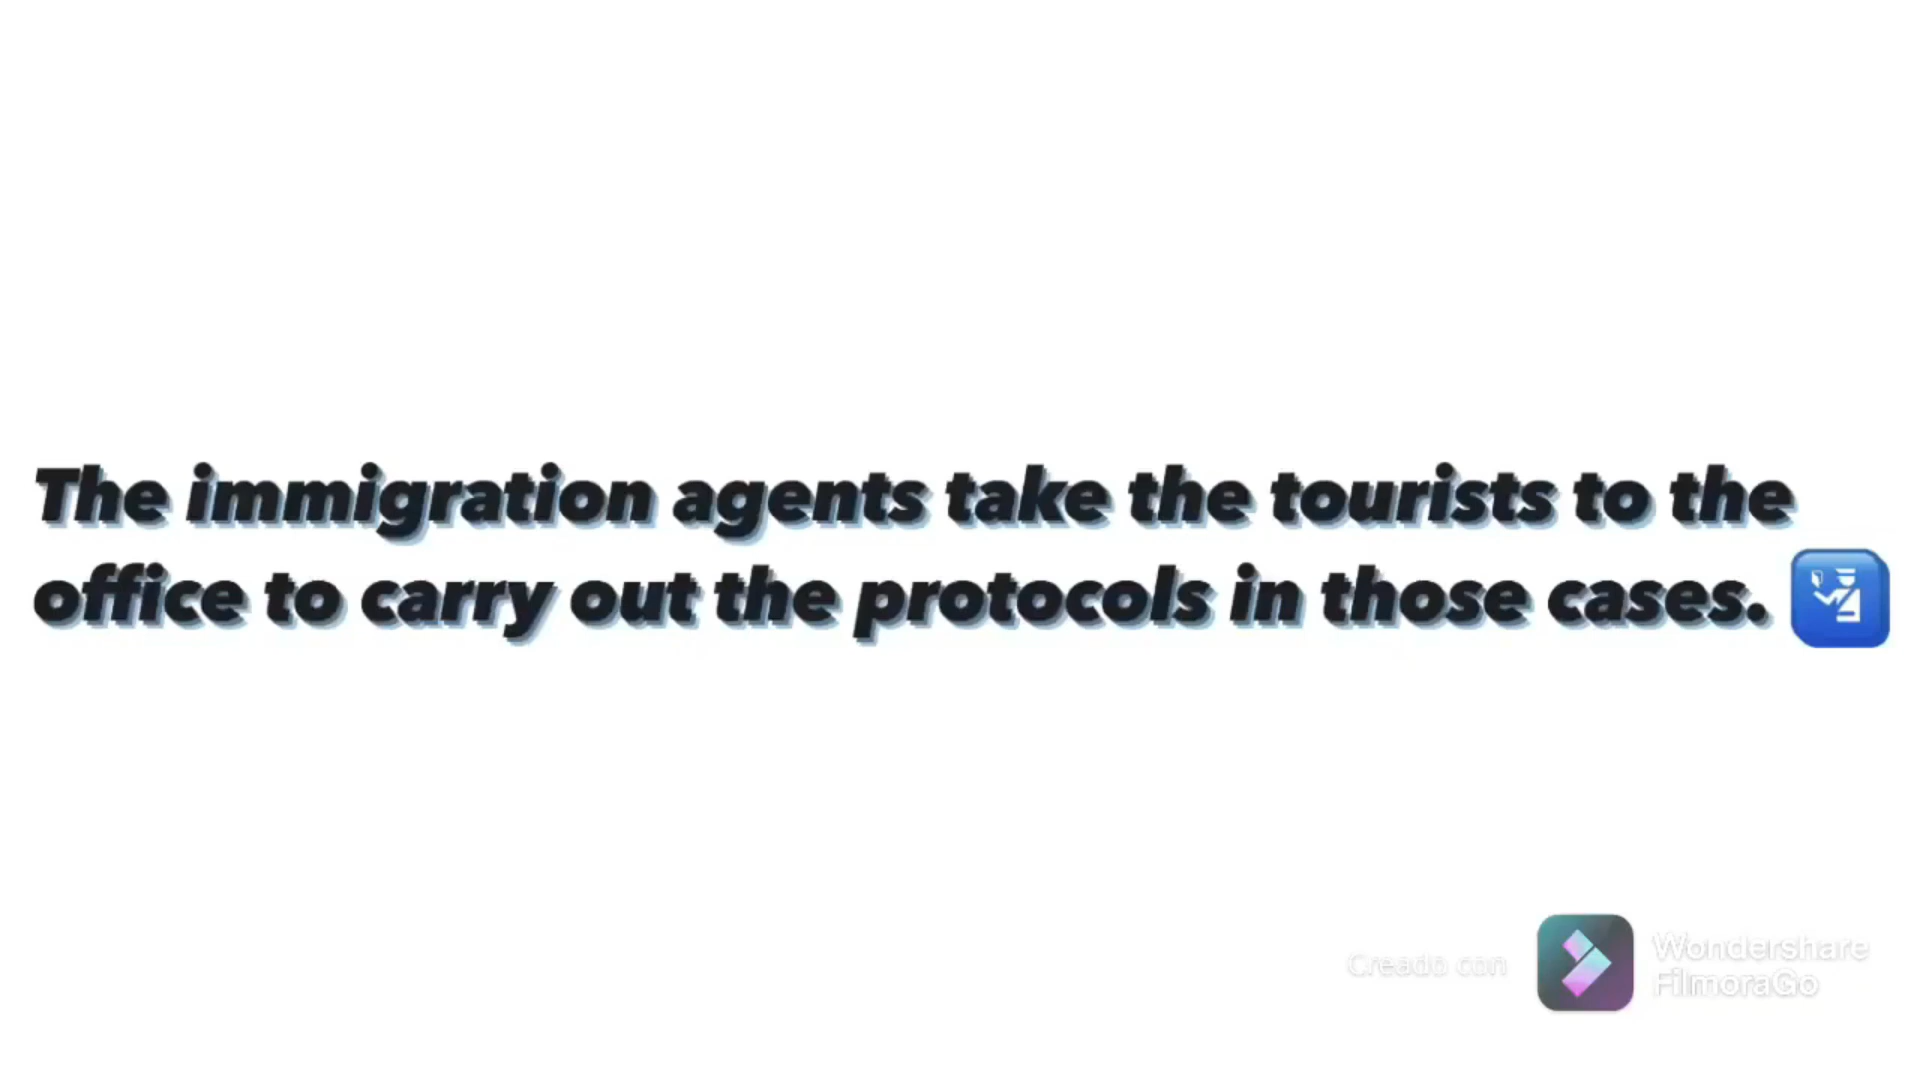 The immigration agents take the tourists to the
office to carry out the protocols in those cases. 🛂
Creado con
Wondershare
FilmoraGo